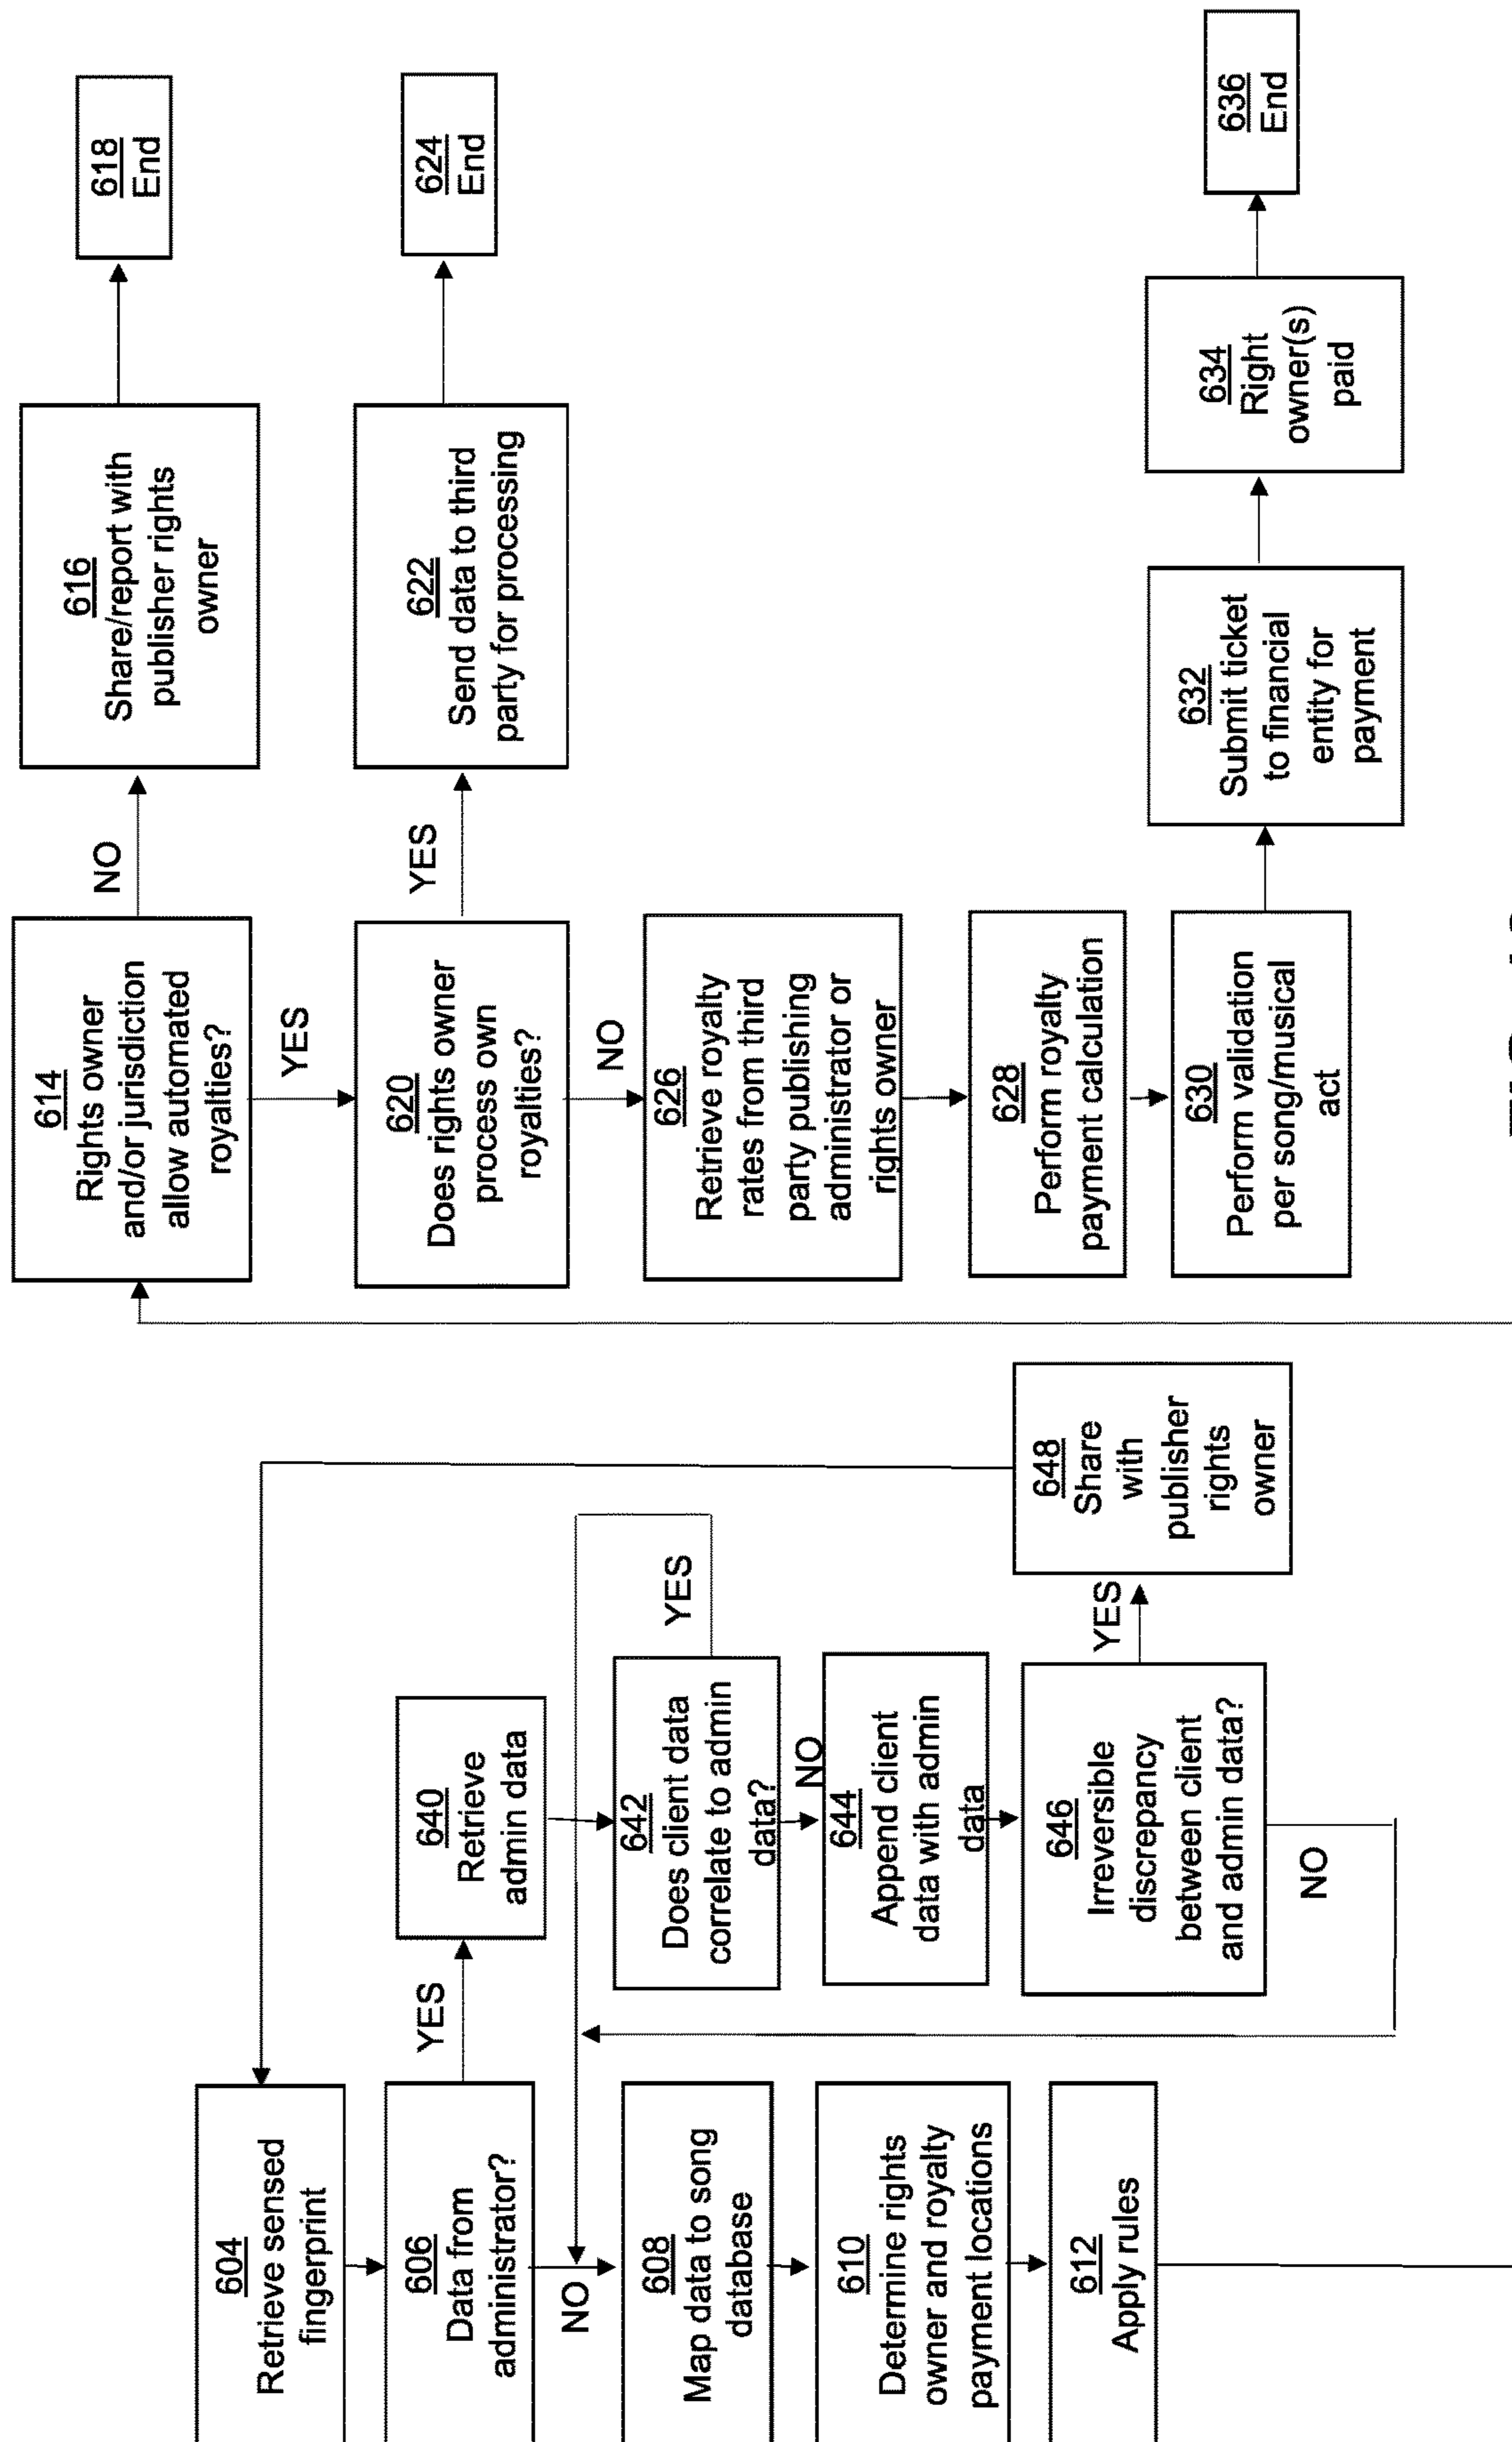 604
Retrieve sensed
fingerprint
606
Data from
administrator?
YES
NO
608
Map data to song
database
610
Determine rights
owner and royalty
payment locations
612
Apply rules
640
Retrieve
admin data
642
Does client data
correlate to admin
data?
YES
NO
644
Append client
data with admin
data
646
Irreversible
discrepancy
between client
and admin data?
YES
NO
648
Share
with
publisher
rights
owner
614
Rights owner
and/or jurisdiction
allow automated
royalties?
NO
YES
616
Share/report with
publisher rights
owner
618
End
620
Does rights owner
process own
royalties?
YES
NO
622
Send data to third
party for processing
624
End
626
Retrieve royalty
rates from third
party publishing
administrator or
rights owner
628
Perform royalty
payment calculation
630
Perform validation
per song/musical
act
632
Submit ticket
to financial
entity for
payment
634
Right
owner(s)
paid
636
End